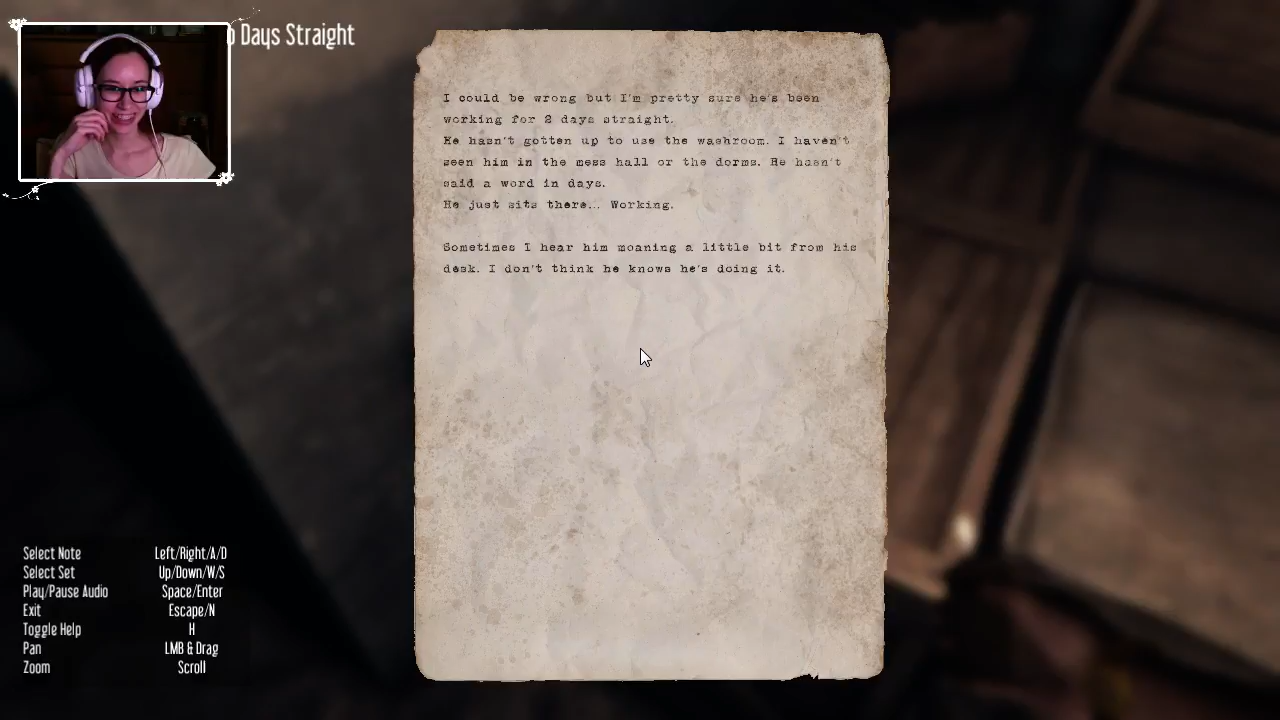 Days Straight
I could be wrong but I'm pretty sure he's been
working for 2 days straight.
He hasn't gotten up to use the washroom. I haven't
seen him in the mess hall or the dorms. He hasn't
said a word in days.
He just sits there... Working.
Sometimes I hear him moaning a little bit from his
desk. I don't think he knows he's doing it.
Select Note Left/Right/A/D
Select Set Up/Down/W/S
Play/Pause Audio Space/Enter
Exit Escape/N
Toggle Help H
Pan LMB & Drag
Zoom Scroll